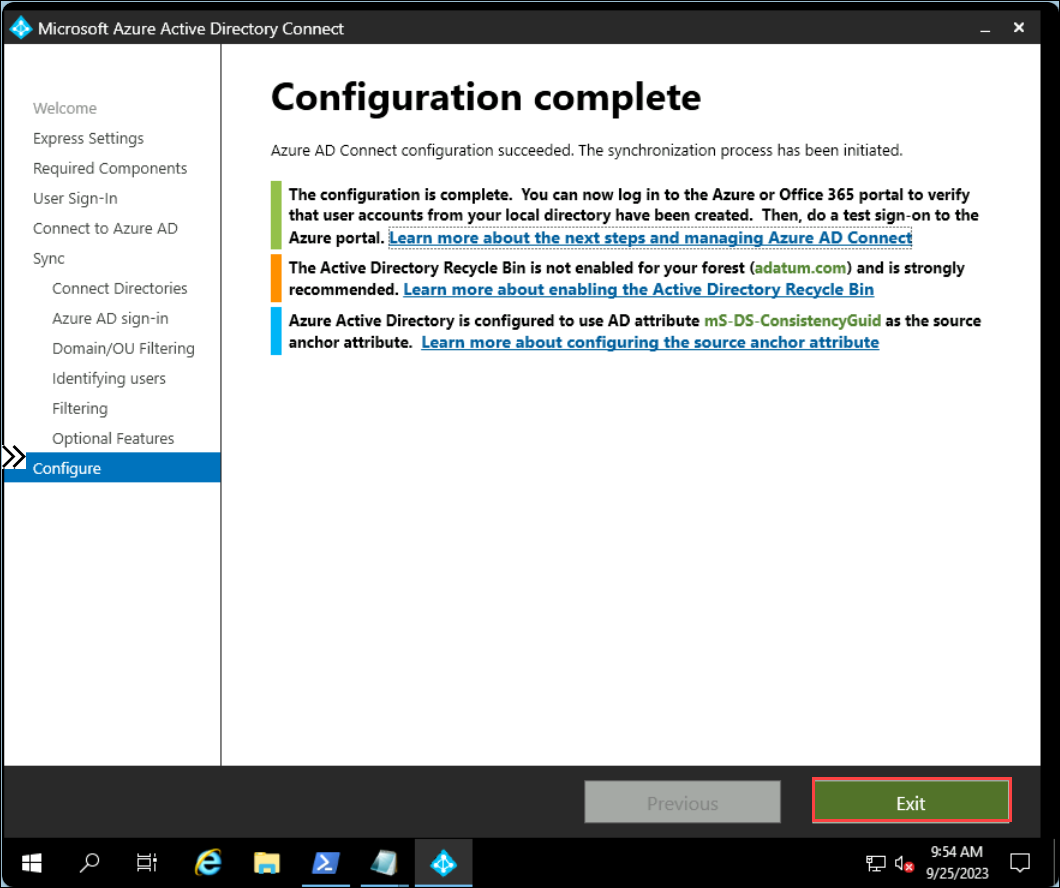 Microsoft Azure Active Directory Connect
Welcome
Express Settings
Required Components
User Sign-In
Connect to Azure AD
Sync
Connect Directories
Azure AD sign-in
Domain/OU Filtering
Identifying users
Filtering
Optional Features
Configure
Configuration complete
Azure AD Connect configuration succeeded. The synchronization process has been initiated.
The configuration is complete.  You can now log in to the Azure or Office 365 portal to verify
that user accounts from your local directory have been created.  Then, do a test sign-on to the
Azure portal. Learn more about the next steps and managing Azure AD Connect
The Active Directory Recycle Bin is not enabled for your forest (adatum.com) and is strongly
recommended. Learn more about enabling the Active Directory Recycle Bin
Azure Active Directory is configured to use AD attribute mS-DS-ConsistencyGuid as the source
anchor attribute.  Learn more about configuring the source anchor attribute
Previous
Exit
9:54 AM
9/25/2023